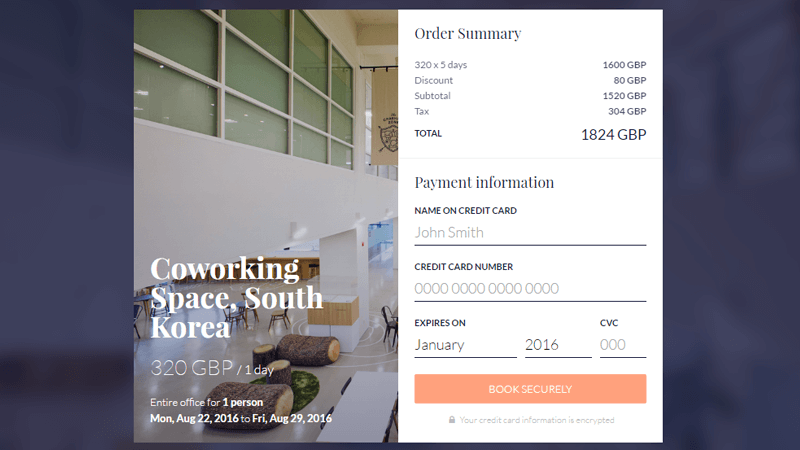 Coworking
Space, South
Korea
320 GBP / 1 day
Entire office for 1 person
Mon, Aug 22, 2016 to Fri, Aug 29, 2016
Order Summary
320 x 5 days 1600 GBP
Discount 80 GBP
Subtotal 1520 GBP
Tax 304 GBP
TOTAL 1824 GBP
Payment information
NAME ON CREDIT CARD
John Smith
CREDIT CARD NUMBER
0000 0000 0000 0000
EXPIRES ON CVC
January 2016 000
BOOK SECURELY
Your credit card information is encrypted